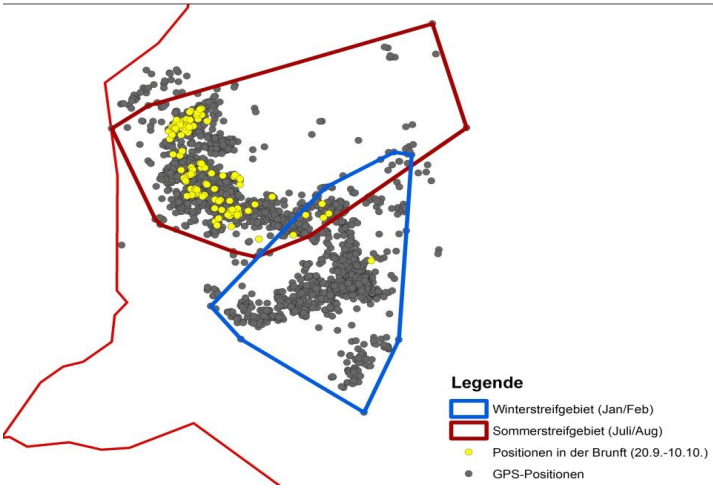 Legende
Winterstreifgebiet (Jan/Feb)
Sommerstreifgebiet (Juli/Aug)
Positionen in der Brunft (20.9.-10.10.)
GPS-Positionen